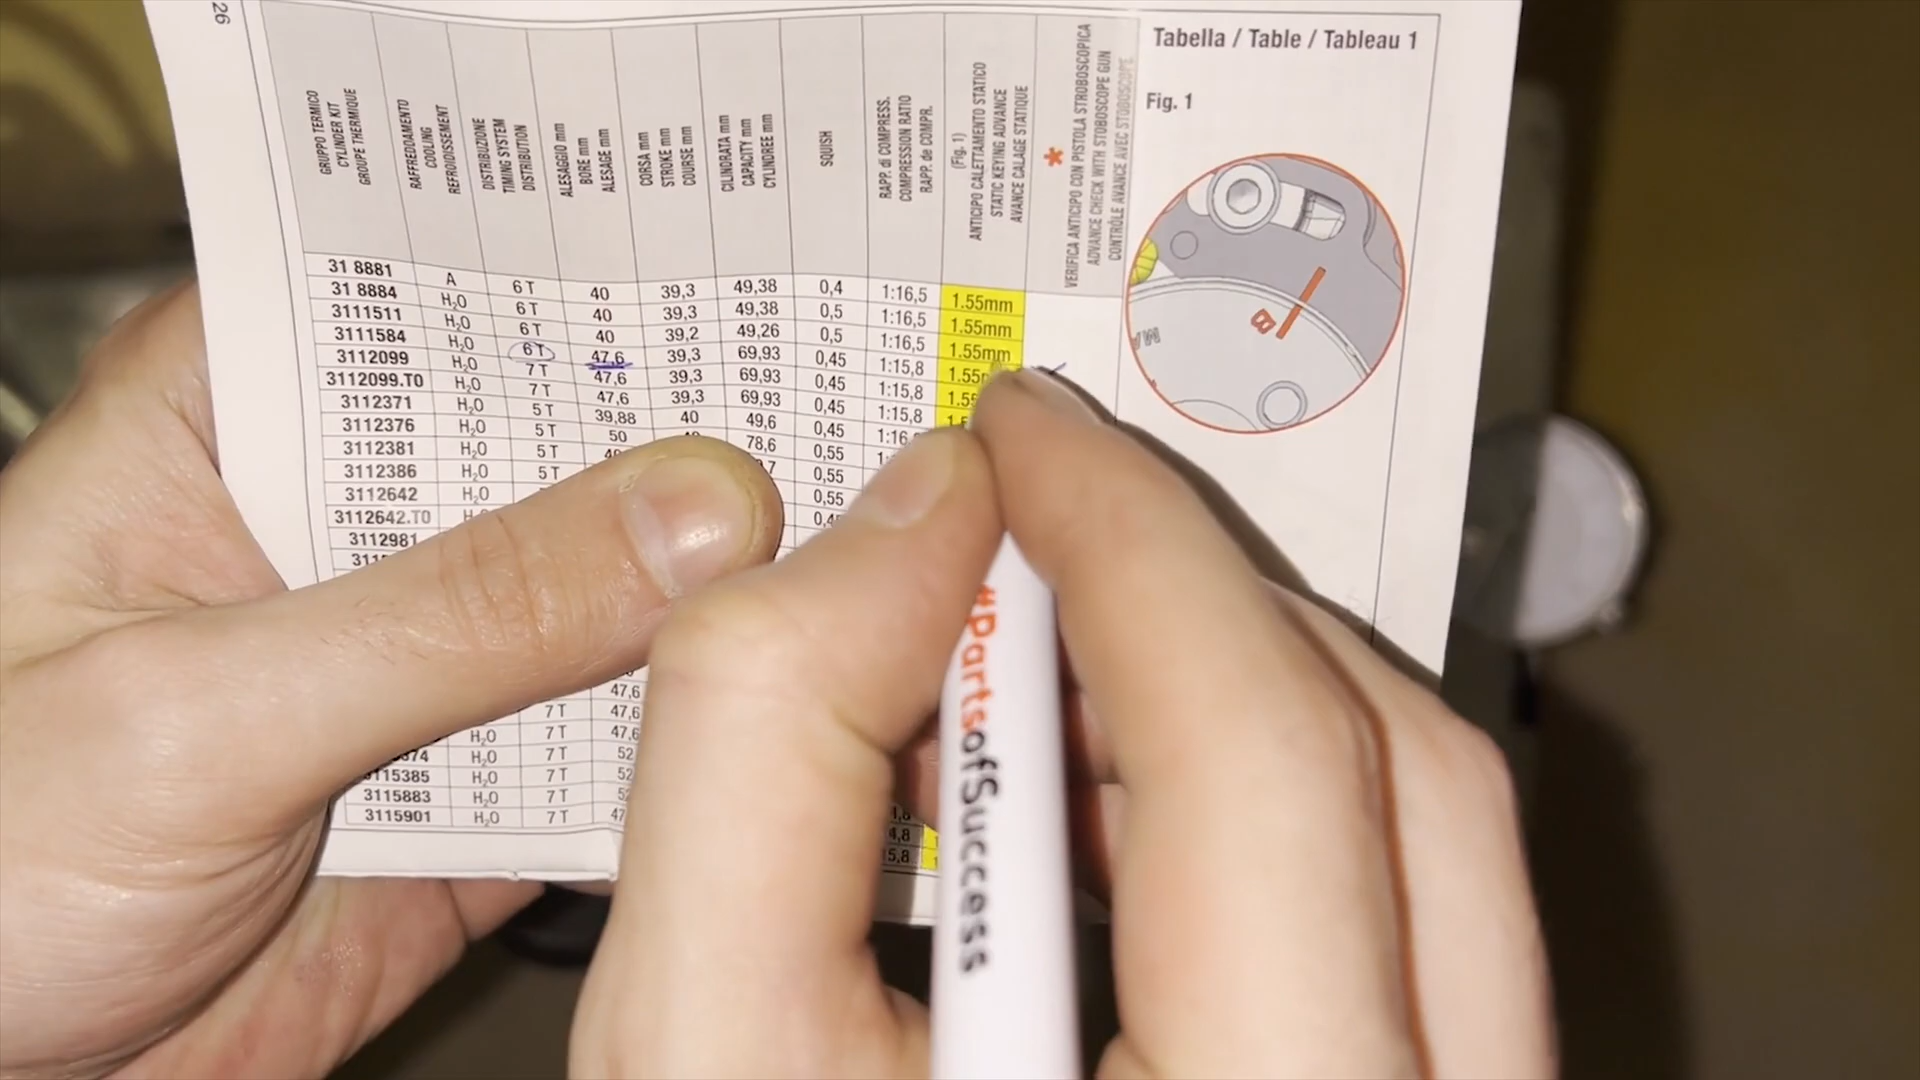 26
Tabella / Table / Tableau 1
Fig. 1
GRUPPO TERMICO
CYLINDER KIT
GROUPE THERMIQUE
RAFFREDDAMENTO
COOLING
REFROIDISSEMENT
DISTRIBUZIONE
TIMING SYSTEM
DISTRIBUTION
ALESAGGIO mm
BORE mm
ALESAGE mm
CORSA mm
STROKE mm
COURSE mm
CILINDRATA mm
CAPACITY mm
CYLINDREE mm
SQUISH
RAPP. di COMPRESS.
COMPRESSION RATIO
RAPP. de COMPR.
(Fig. 1)
ANTICIPO CALETTAMENTO STATICO
STATIC KEYING ADVANCE
AVANCE CALAGE STATIQUE
*
VERIFICA ANTICIPO CON PISTOLA STROBOSCOPICA
ADVANCE CHECK WITH STOBOSCOPE GUN
CONTRÔLE AVANCE AVEC STOBOSCOPE
31 8881 A 6 T 40 39,3 49,38 0,4 1:16,5 1.55mm
31 8884 H₂O 6 T 40 39,3 49,38 0,5 1:16,5 1.55mm
3111511 H₂O 6 T 40 39,2 49,26 0,5 1:16,5 1.55mm
3111584 H₂O 6 T 47,6 39,3 69,93 0,45 1:15,8
3112099 H₂O 7 T 47,6 39,3 69,93 0,45 1:15,8
3112099.T0 H₂O 7 T 47,6 39,3 69,93 0,45 1:15,8
3112371 H₂O 5 T 39,88 40 49,6 0,45
3112376 H₂O 5 T 50 78,6 0,55
3112381 H₂O 5 T 0,55
3112386 H₂O 5 T 0,55
3112642 H₂O
3112642.T0
3112981
47,6
7 T 47,6
H₂O 7 T 47,6
H₂O 7 T 52
3115385 H₂O 7 T
3115883 H₂O 7 T
3115901 H₂O 7 T
#PartsofSuccess